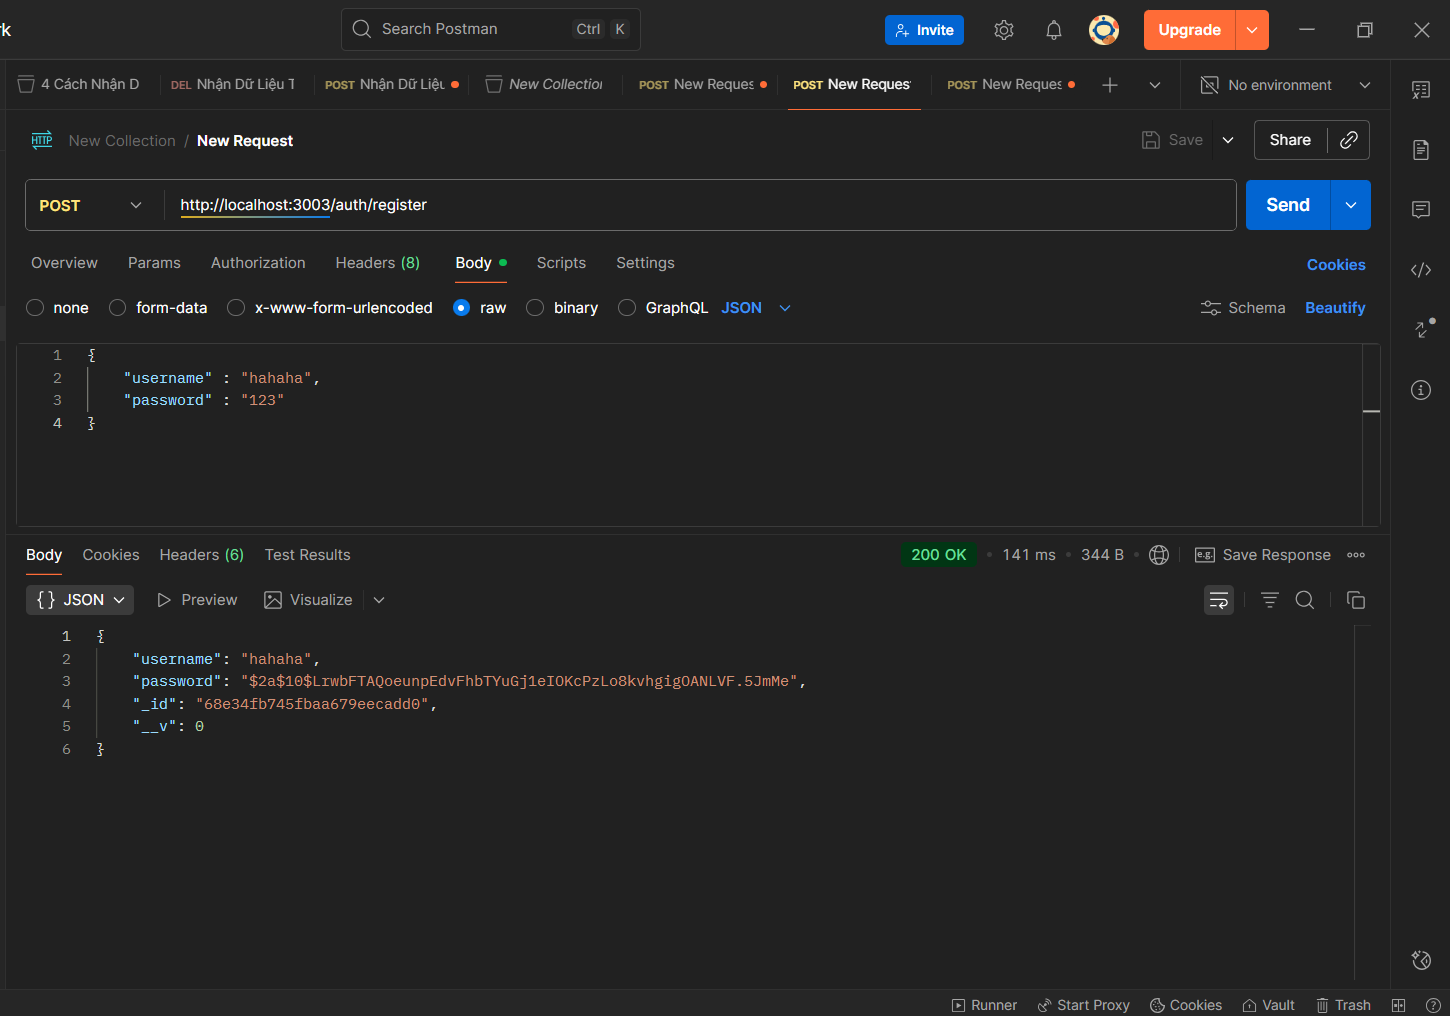 rk
Search Postman Ctrl K
Invite
Upgrade
4 Cách Nhận D
DEL Nhận Dữ Liệu T
POST Nhận Dữ Liệu
New Collection
POST New Reques
POST New Reques
POST New Reques
No environment
HTTP New Collection / New Request
Save
Share
POST
http://localhost:3003/auth/register
Send
Overview
Params
Authorization
Headers (8)
Body
Scripts
Settings
Cookies
none
form-data
x-www-form-urlencoded
raw
binary
GraphQL
JSON
Schema
Beautify
1 {
2 "username" : "hahaha",
3 "password" : "123"
4 }
Body
Cookies
Headers (6)
Test Results
200 OK • 141 ms • 344 B
e.g. Save Response
{} JSON
Preview
Visualize
1 {
2 "username": "hahaha",
3 "password": "$2a$10$LrwbFTAQoeunpEdvFhbTYuGj1eIOKcPzLo8kvhgigOANLVF.5JmMe",
4 "_id": "68e34fb745fbaa679eecadd0",
5 "__v": 0
6 }
Runner
Start Proxy
Cookies
Vault
Trash